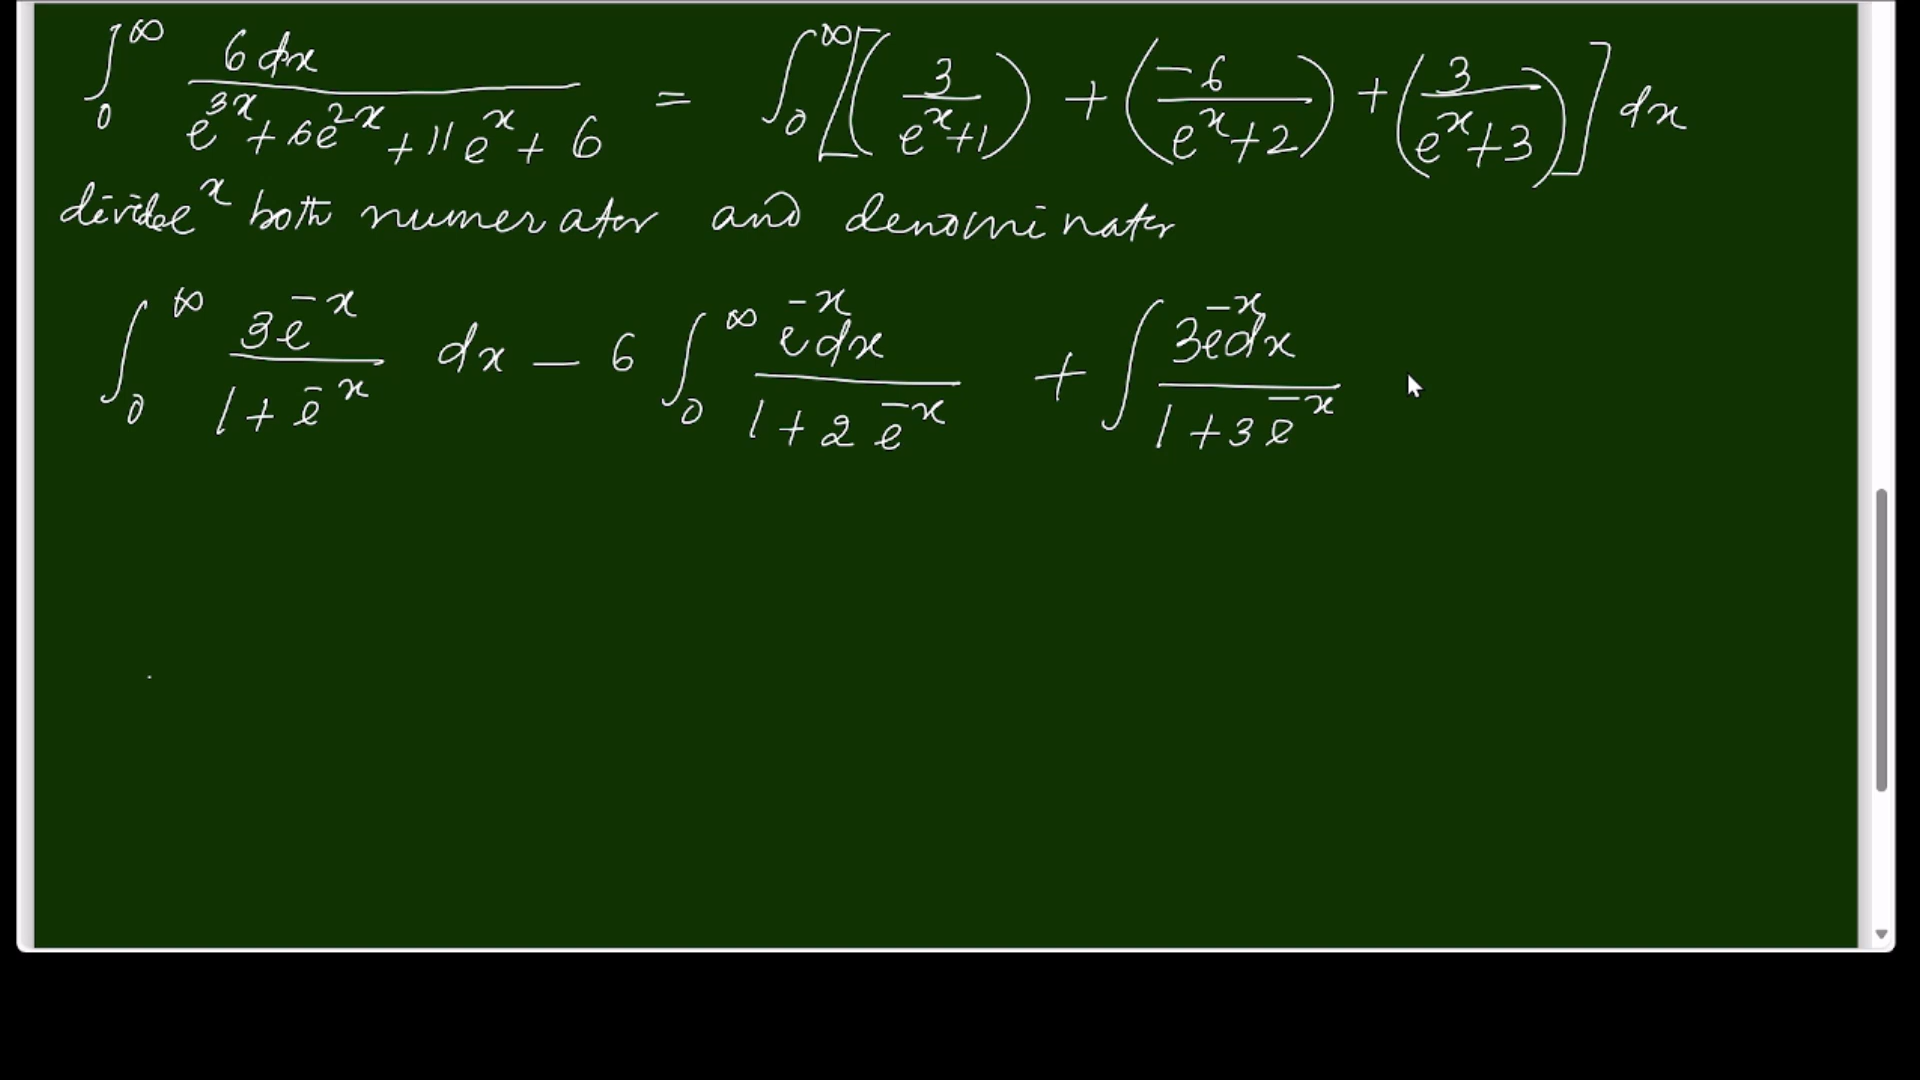 ∫₀^∞ 6dx / (e^{3x} + 6e^{2x} + 11e^x + 6) = ∫₀^∞ [(3 / (e^x+1)) + (-6 / (e^x+2)) + (3 / (e^x+3))] dx
divide e^x both numerator and denominator
∫₀^∞ 3e^{-x} / (1 + e^{-x}) dx - 6 ∫₀^∞ e^{-x}dx / (1 + 2e^{-x}) + ∫ 3e^{-x}dx / (1 + 3e^{-x})